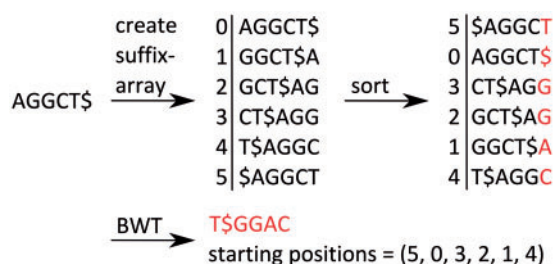 AGGCT$
create
suffix-
array
0 AGGCT$
1 GGCT$A
2 GCT$AG
3 CT$AGG
4 T$AGGC
5 $AGGCT
sort
5 $AGGCT
0 AGGCT$
3 CT$AGG
2 GCT$AG
1 GGCT$A
4 T$AGGC
BWT
T$GGAC
starting positions = (5, 0, 3, 2, 1, 4)